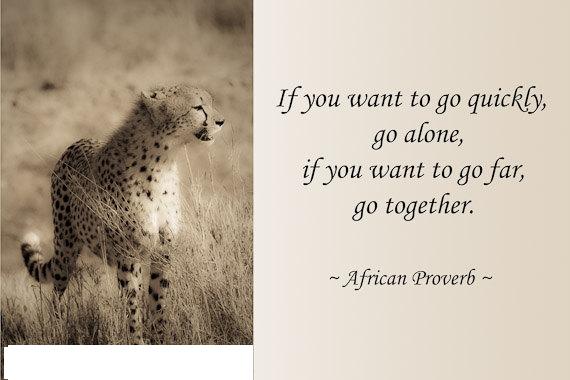 If you want to go quickly,
go alone,
if you want to go far,
go together.
~ African Proverb ~